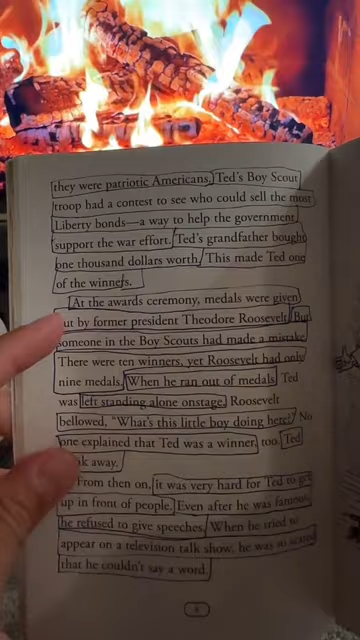 they were patriotic Americans. Ted's Boy Scout
troop had a contest to see who could sell the most
Liberty bonds—a way to help the government
support the war effort. Ted's grandfather bought
one thousand dollars worth. This made Ted one
of the winners.
At the awards ceremony, medals were given
out by former president Theodore Roosevelt. But
someone in the Boy Scouts had made a mistake.
There were ten winners, yet Roosevelt had only
nine medals. When he ran out of medals, Ted
was left standing alone onstage. Roosevelt
bellowed, "What's this little boy doing here?" No
one explained that Ted was a winner, too. Ted
away.
From then on, it was very hard for Ted to get
up in front of people. Even after he was famous,
he refused to give speeches. When he tried to
appear on a television talk show, he was so scared
that he couldn't say a word.